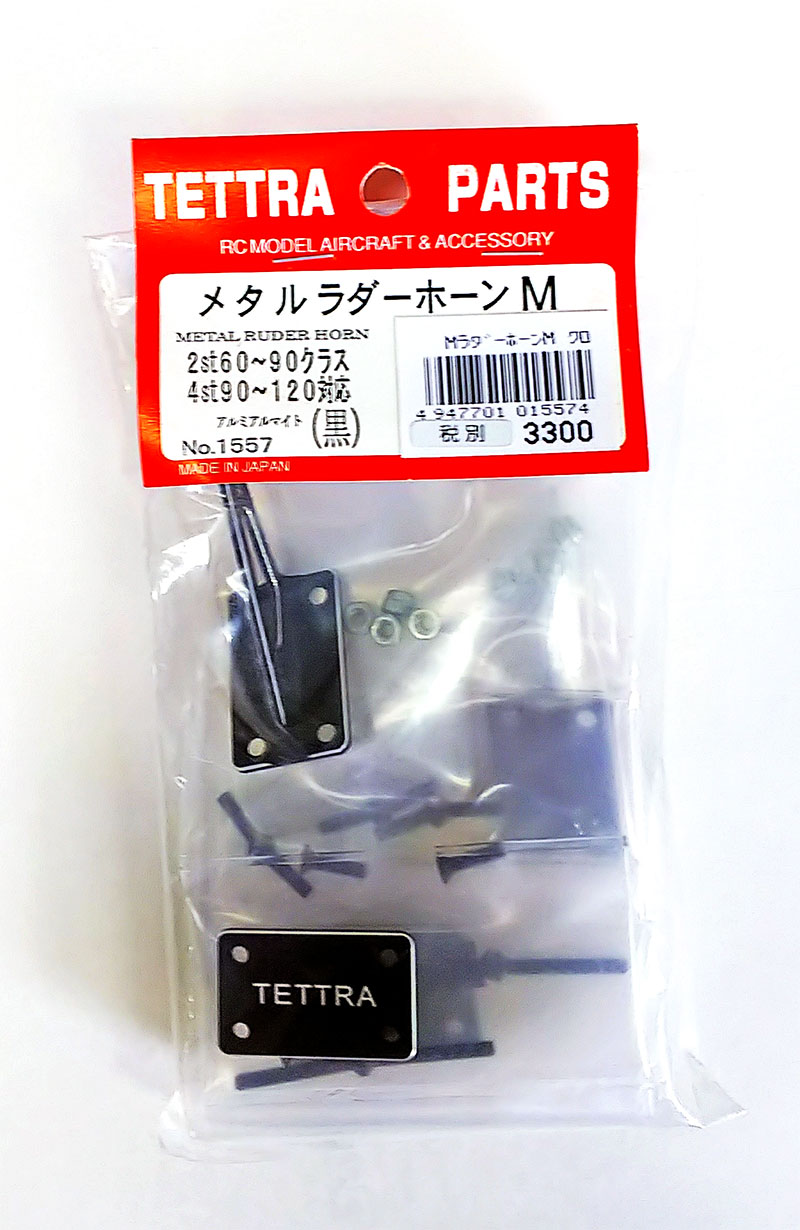 TETTRA PARTS
RC MODEL AIRCRAFT & ACCESSORY
メタルラダーホーンM
METAL RUDER HORN
2st60~90クラス
4st90~120対応
アルミアルマイト(黒)
No.1557
MADE IN JAPAN
MラダーホーンM クロ
4 947701 015574
税別 3300
TETTRA